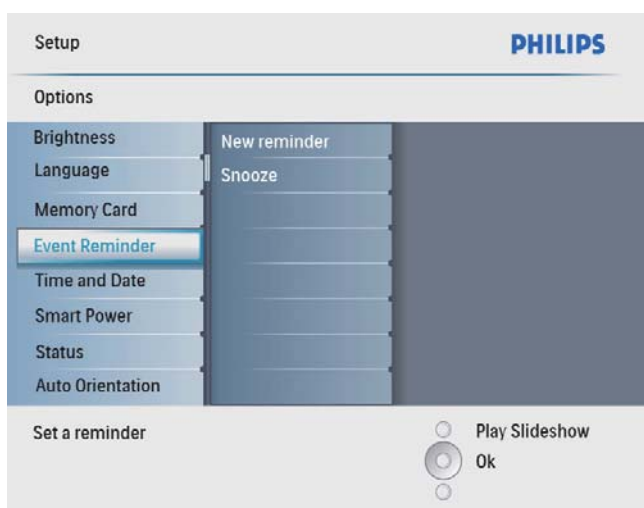 Setup
PHILIPS
Options
Brightness
Language
Memory Card
Event Reminder
Time and Date
Smart Power
Status
Auto Orientation
New reminder
Snooze
Set a reminder
Play Slideshow
Ok